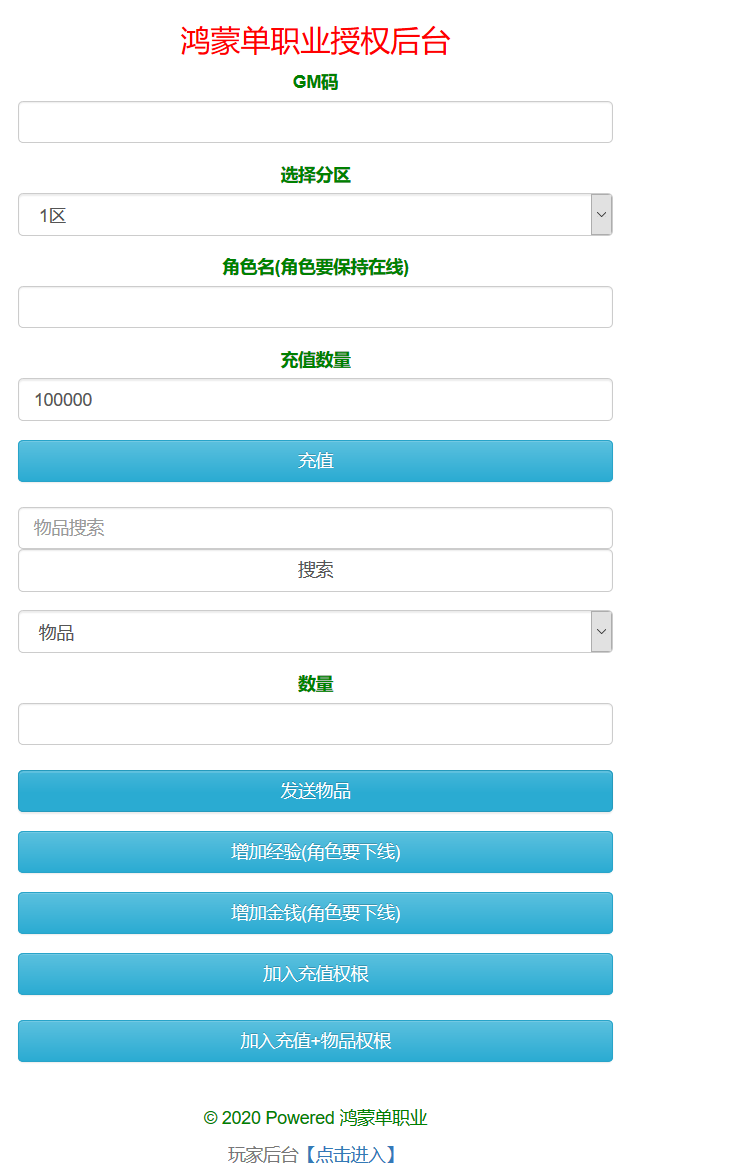 鸿蒙单职业授权后台
GM码
选择分区
1区
角色名(角色要保持在线)
充值数量
100000
充值
物品搜索
搜索
物品
数量
发送物品
增加经验(角色要下线)
增加金钱(角色要下线)
加入充值权根
加入充值+物品权根
© 2020 Powered 鸿蒙单职业
玩家后台【点击进入】